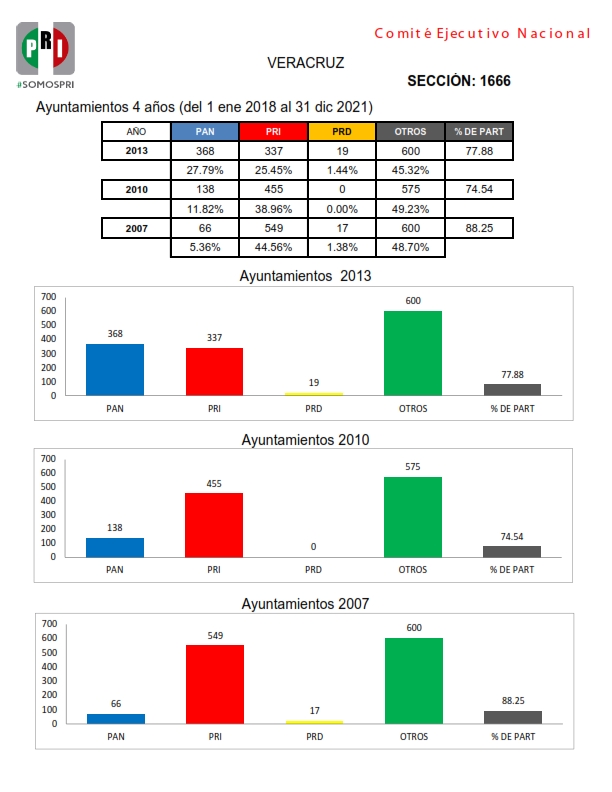 PRI
#SOMOSPRI
Comité Ejecutivo Nacional
VERACRUZ
SECCIÓN: 1666
Ayuntamientos 4 años (del 1 ene 2018 al 31 dic 2021)
AÑO PAN PRI PRD OTROS % DE PART
2013 368 337 19 600 77.88
27.79% 25.45% 1.44% 45.32%
2010 138 455 0 575 74.54
11.82% 38.96% 0.00% 49.23%
2007 66 549 17 600 88.25
5.36% 44.56% 1.38% 48.70%
Ayuntamientos 2013
700
600
500
400
300
200
100
0
368
337
19
600
77.88
PAN PRI PRD OTROS % DE PART
Ayuntamientos 2010
700
600
500
400
300
200
100
0
138
455
0
575
74.54
PAN PRI PRD OTROS % DE PART
Ayuntamientos 2007
700
600
500
400
300
200
100
0
66
549
17
600
88.25
PAN PRI PRD OTROS % DE PART